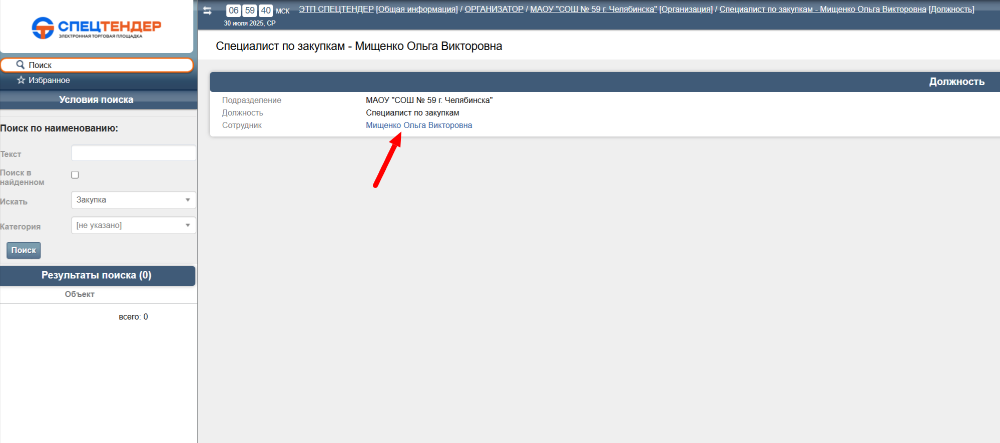 СПЕЦТЕНДЕР
ЭЛЕКТРОННАЯ ТОРГОВАЯ ПЛОЩАДКА
06 59 40 МСК
30 июля 2025, СР
ЭТП СПЕЦТЕНДЕР [Общая информация] / ОРГАНИЗАТОР / МАОУ "СОШ № 59 г. Челябинска" [Организация] / Специалист по закупкам - Мищенко Ольга Викторовна [Должность]
Поиск
Избранное
Условия поиска
Поиск по наименованию:
Текст
Поиск в
найденном
Искать
Закупка
Категория
[не указано]
Поиск
Результаты поиска (0)
Объект
всего: 0
Специалист по закупкам - Мищенко Ольга Викторовна
Должность
Подразделение МАОУ "СОШ № 59 г. Челябинска"
Должность Специалист по закупкам
Сотрудник Мищенко Ольга Викторовна